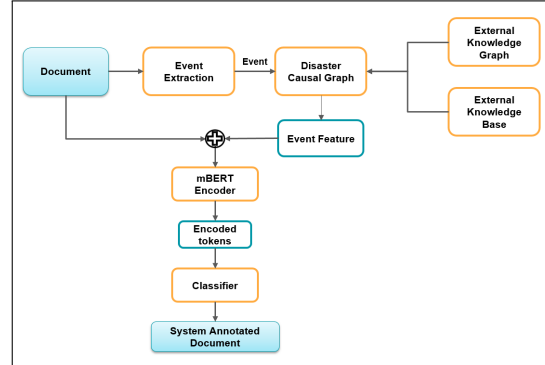 Document
Event
Extraction
Event
Disaster
Causal Graph
External
Knowledge
Graph
External
Knowledge
Base
Event Feature
mBERT
Encoder
Encoded
tokens
Classifier
System Annotated
Document